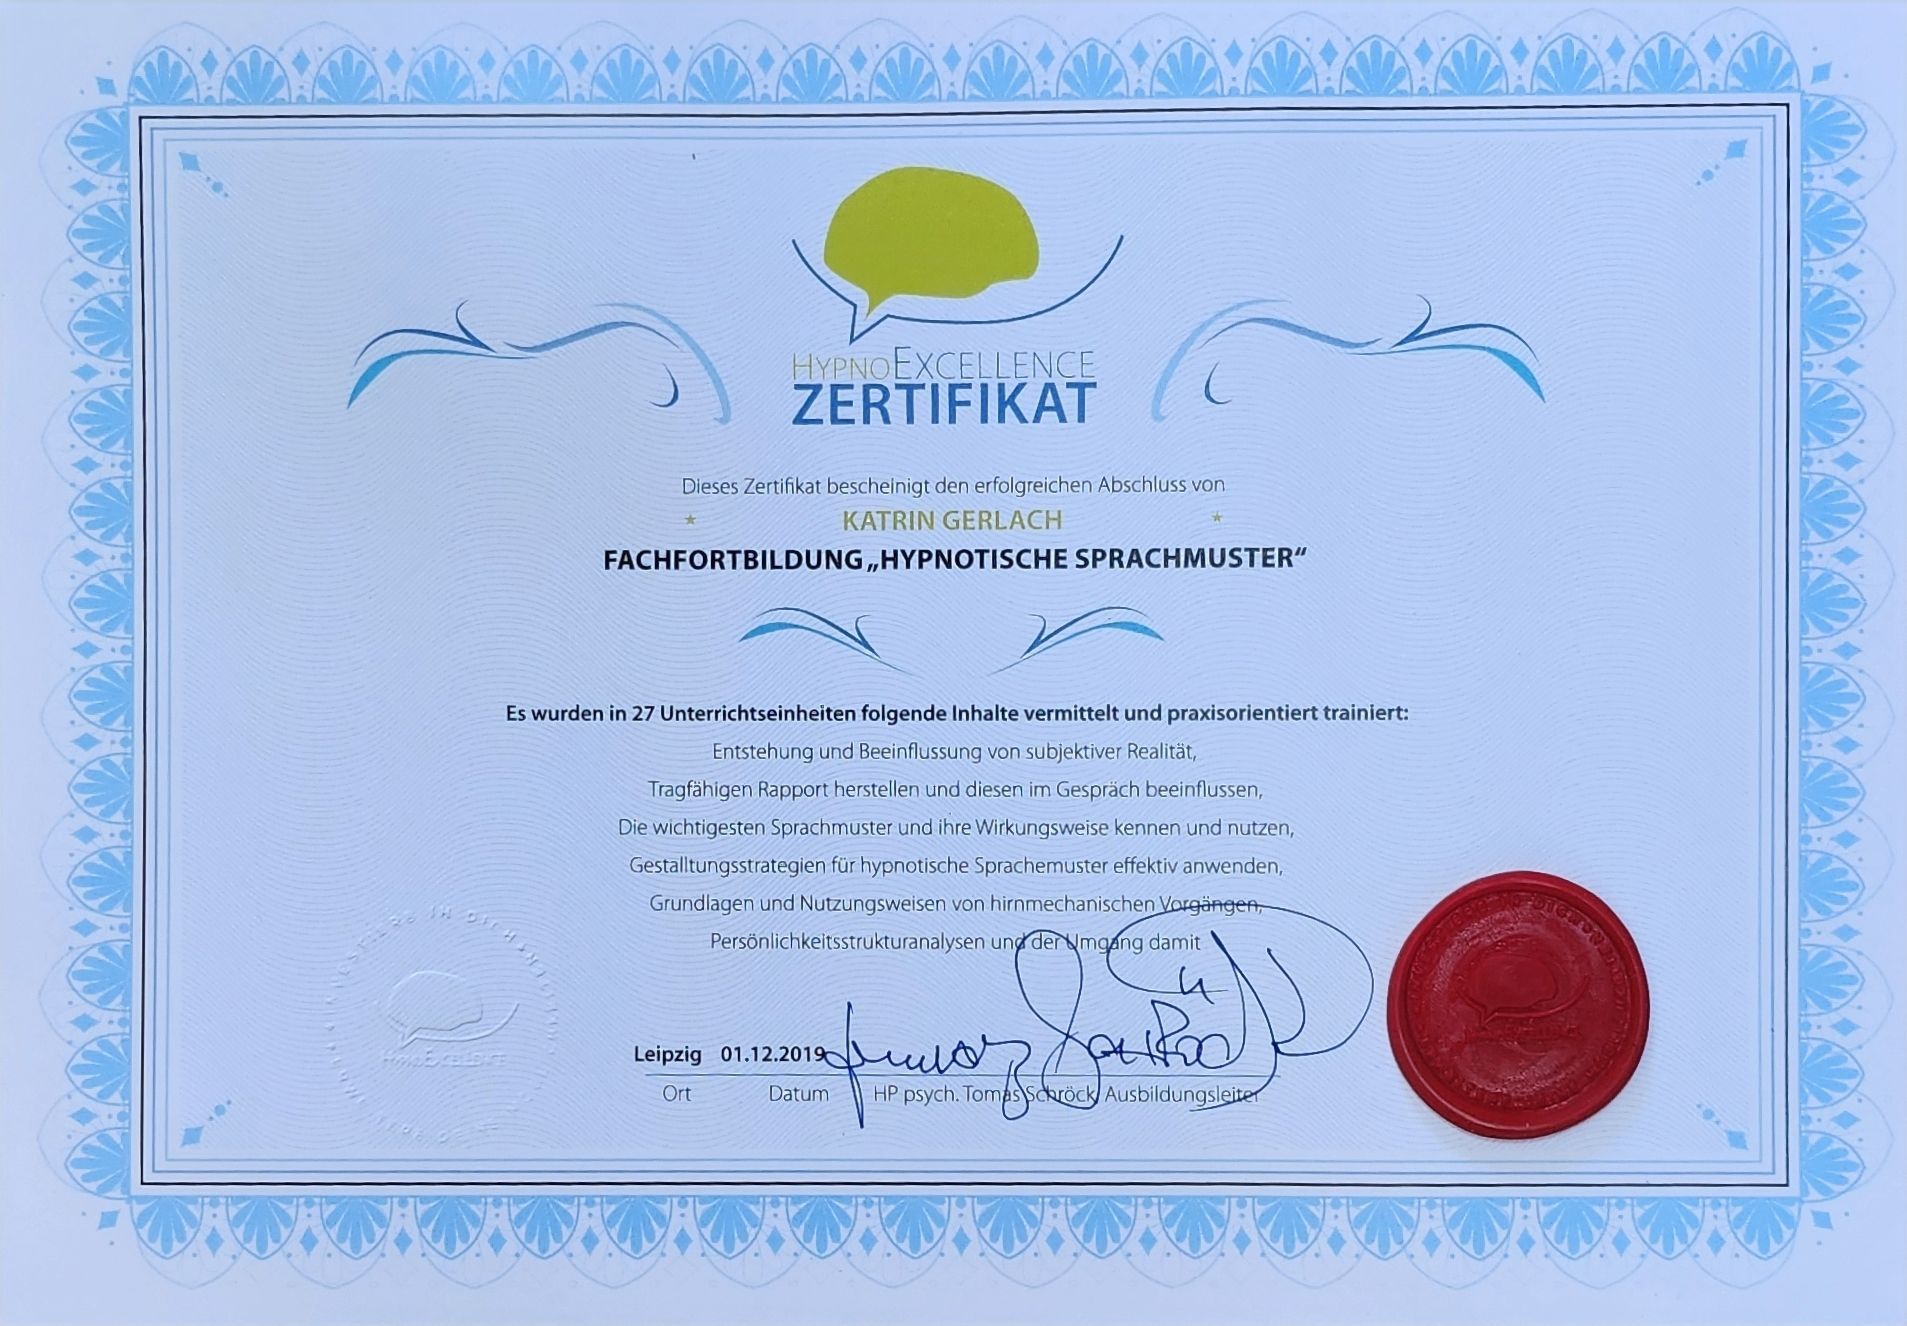 HYPNOEXCELLENCE
ZERTIFIKAT
Dieses Zertifikat bescheinigt den erfolgreichen Abschluss von
KATRIN GERLACH
FACHFORTBILDUNG „HYPNOTISCHE SPRACHMUSTER“
Es wurden in 27 Unterrichtseinheiten folgende Inhalte vermittelt und praxisorientiert trainiert:
Entstehung und Beeinflussung von subjektiver Realität,
Tragfähigen Rapport herstellen und diesen im Gespräch beeinflussen,
Die wichtigesten Sprachmuster und ihre Wirkungsweise kennen und nutzen,
Gestalltungsstrategien für hypnotische Sprachemuster effektiv anwenden,
Grundlagen und Nutzungsweisen von hirnmechanischen Vorgängen,
Persönlichkeitsstrukturanalysen und der Umgang damit
Leipzig 01.12.2019
Ort Datum HP psych. Tomas Schröck, Ausbildungsleiter
HYPNOEXCELLENCE